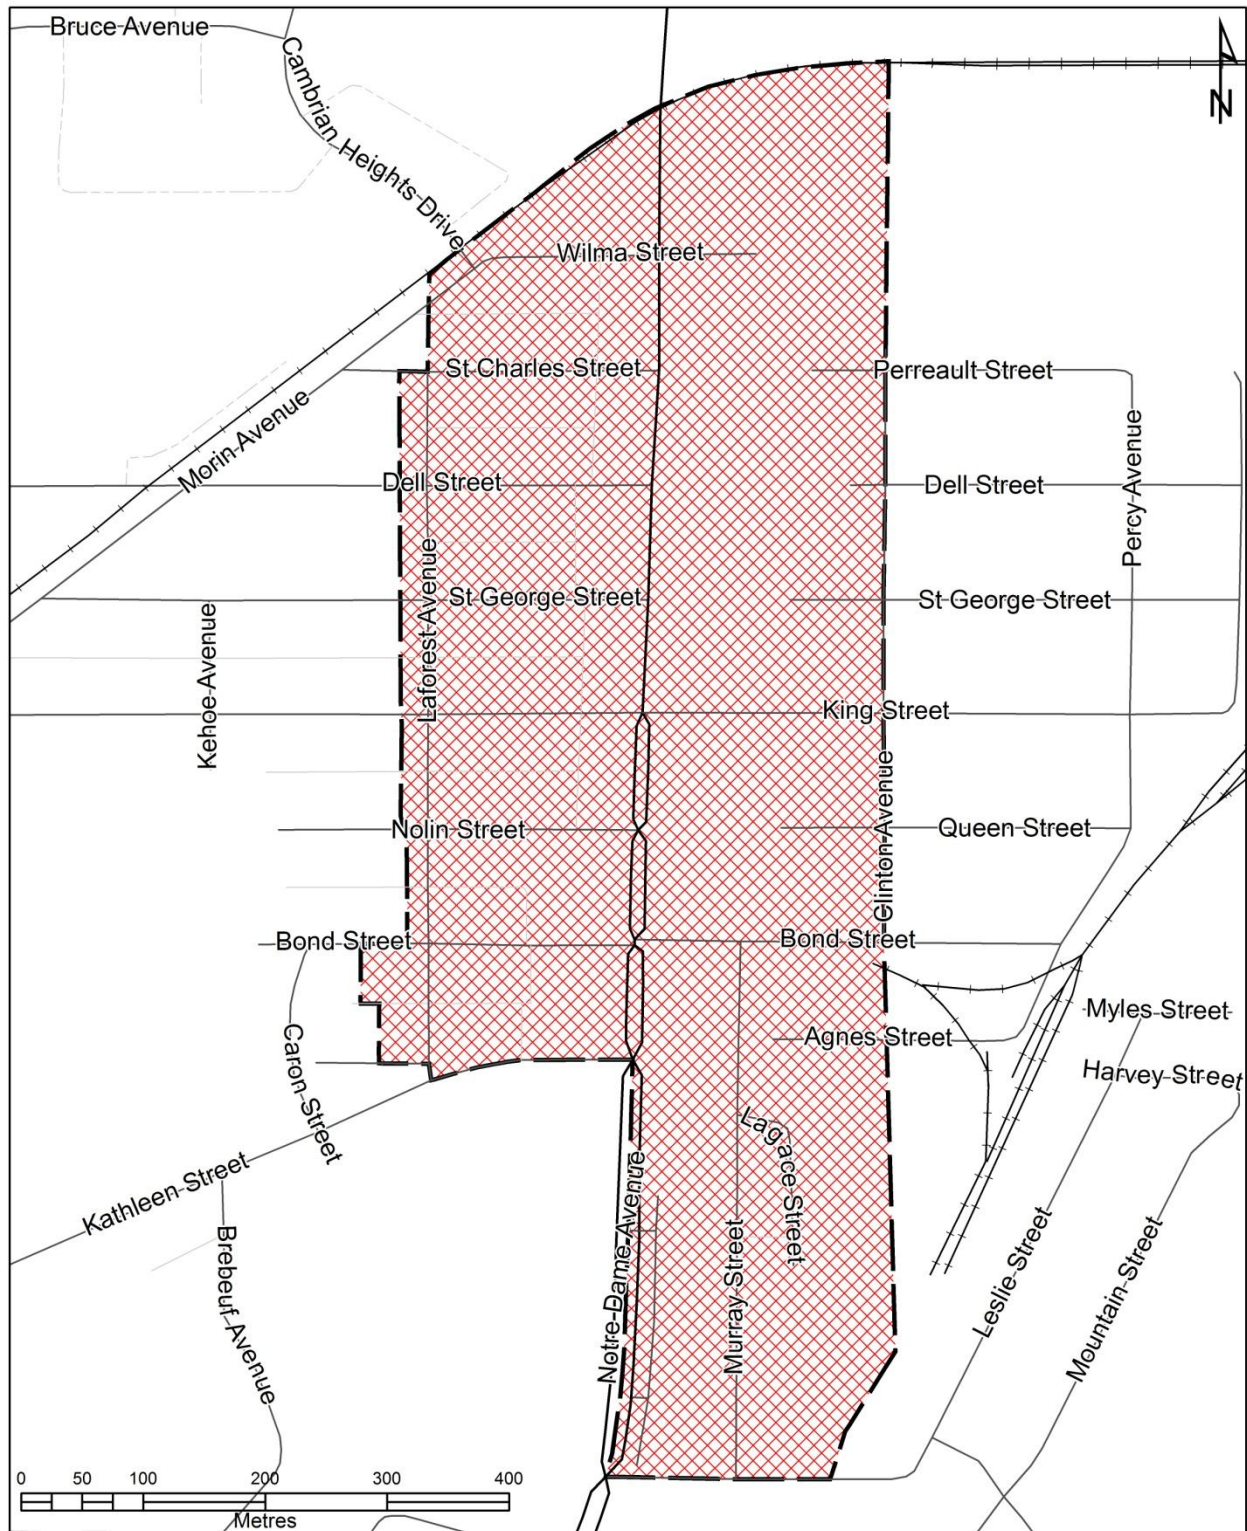 Bruce Avenue
Cambrian Heights Drive
N
Wilma Street
St Charles Street
Perreault Street
Morin Avenue
Dell Street
Dell Street
Percy Avenue
Laforest Avenue
St George Street
St George Street
Kehoe Avenue
King Street
Clinton Avenue
Nolin Street
Queen Street
Bond Street
Bond Street
Caron Street
Agnes Street
Myles Street
Harvey Street
Lagace Street
Kathleen Street
Brebeuf Avenue
Notre Dame Avenue
Murray Street
Leslie Street
Mountain Street
0 50 100 200 300 400
Metres